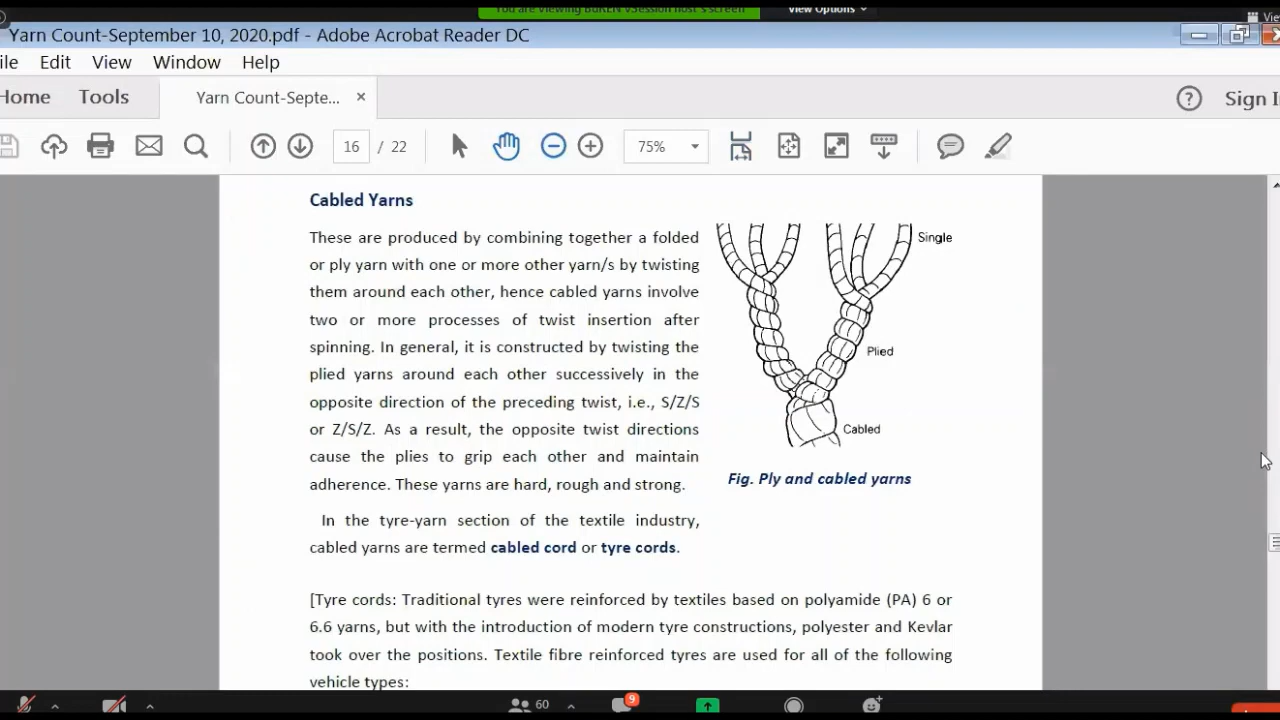 You are viewing BUREN vSession host's screen
View Options
Vie
Yarn Count-September 10, 2020.pdf - Adobe Acrobat Reader DC
ile Edit View Window Help
Home Tools Yarn Count-Septe... × Sign I
16 / 22 75%
Cabled Yarns
These are produced by combining together a folded
or ply yarn with one or more other yarn/s by twisting
them around each other, hence cabled yarns involve
two or more processes of twist insertion after
spinning. In general, it is constructed by twisting the
plied yarns around each other successively in the
opposite direction of the preceding twist, i.e., S/Z/S
or Z/S/Z. As a result, the opposite twist directions
cause the plies to grip each other and maintain
adherence. These yarns are hard, rough and strong.
Single
Plied
Cabled
Fig. Ply and cabled yarns
In the tyre-yarn section of the textile industry,
cabled yarns are termed cabled cord or tyre cords.
[Tyre cords: Traditional tyres were reinforced by textiles based on polyamide (PA) 6 or
6.6 yarns, but with the introduction of modern tyre constructions, polyester and Kevlar
took over the positions. Textile fibre reinforced tyres are used for all of the following
vehicle types:
60 9